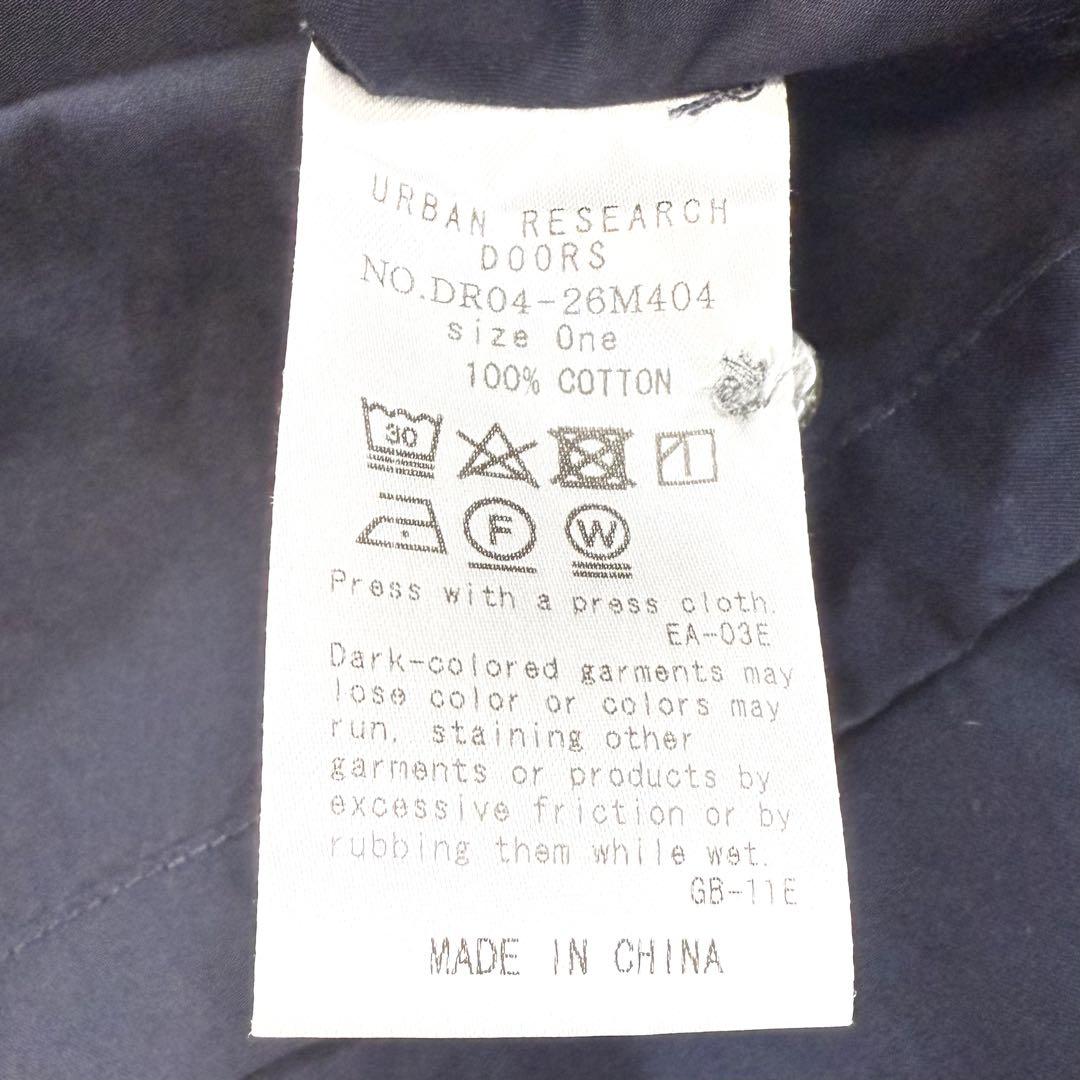 URBAN RESEARCH
DOORS
NO.DR04-26M404
size One
100% COTTON
30
F W
Press with a press cloth.
EA-03E
Dark-colored garments may
lose color or colors may
run, staining other
garments or products by
excessive friction or by
rubbing them while wet.
GB-11E
MADE IN CHINA